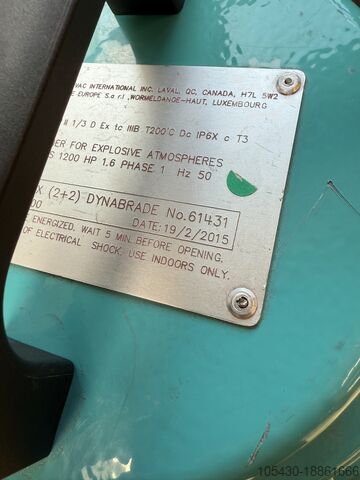 VAC INTERNATIONAL INC. LAVAL, QC, CANADA, H7L 5W2
E EUROPE S.a r.l., WORMELDANGE-HAUT, LUXEMBOURG
1/3 D Ex tc IIIB T200°C Dc IP6X c T3
ER FOR EXPLOSIVE ATMOSPHERES
S 1200 HP 1.6 PHASE 1 Hz 50
X (2+2) DYNABRADE No.61431
00 DATE: 19/2/2015
E ENERGIZED, WAIT 5 MIN. BEFORE OPENING.
OF ELECTRICAL SHOCK. USE INDOORS ONLY.
105430-18861666